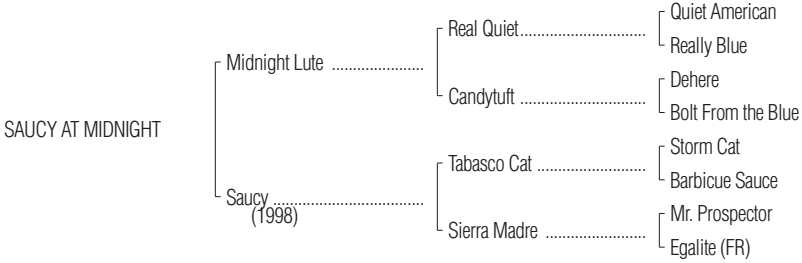 Quiet American
Real Quiet..............................
Really Blue
Midnight Lute ......................
Dehere
Candytuft ..............................
Bolt From the Blue
SAUCY AT MIDNIGHT
Storm Cat
Tabasco Cat ..........................
Barbicue Sauce
Saucy ....................................
(1998)
Mr. Prospector
Sierra Madre ........................
Egalite (FR)